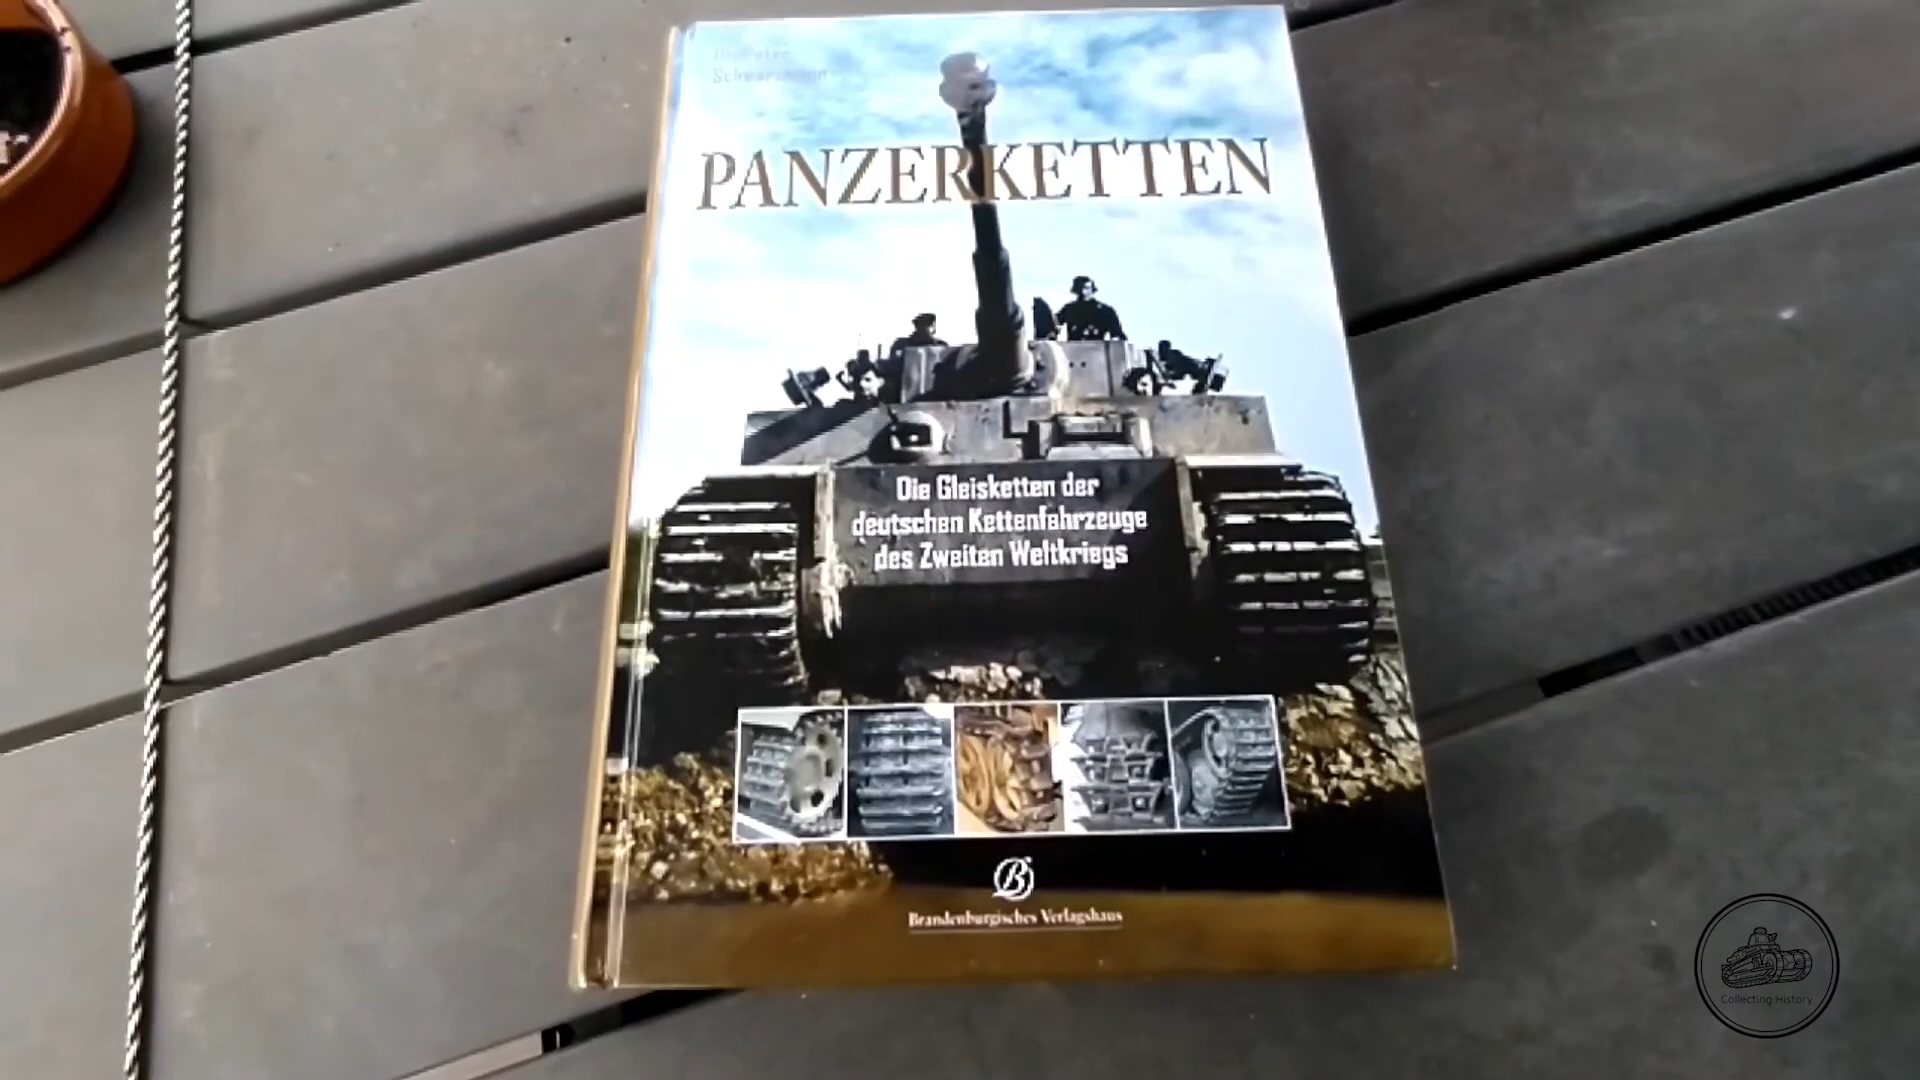 PANZERKETTEN
Die Gleisketten der
deutschen Kettenfahrzeuge
des Zweiten Weltkriegs
B
Brandenburgisches Verlagshaus
Collecting History